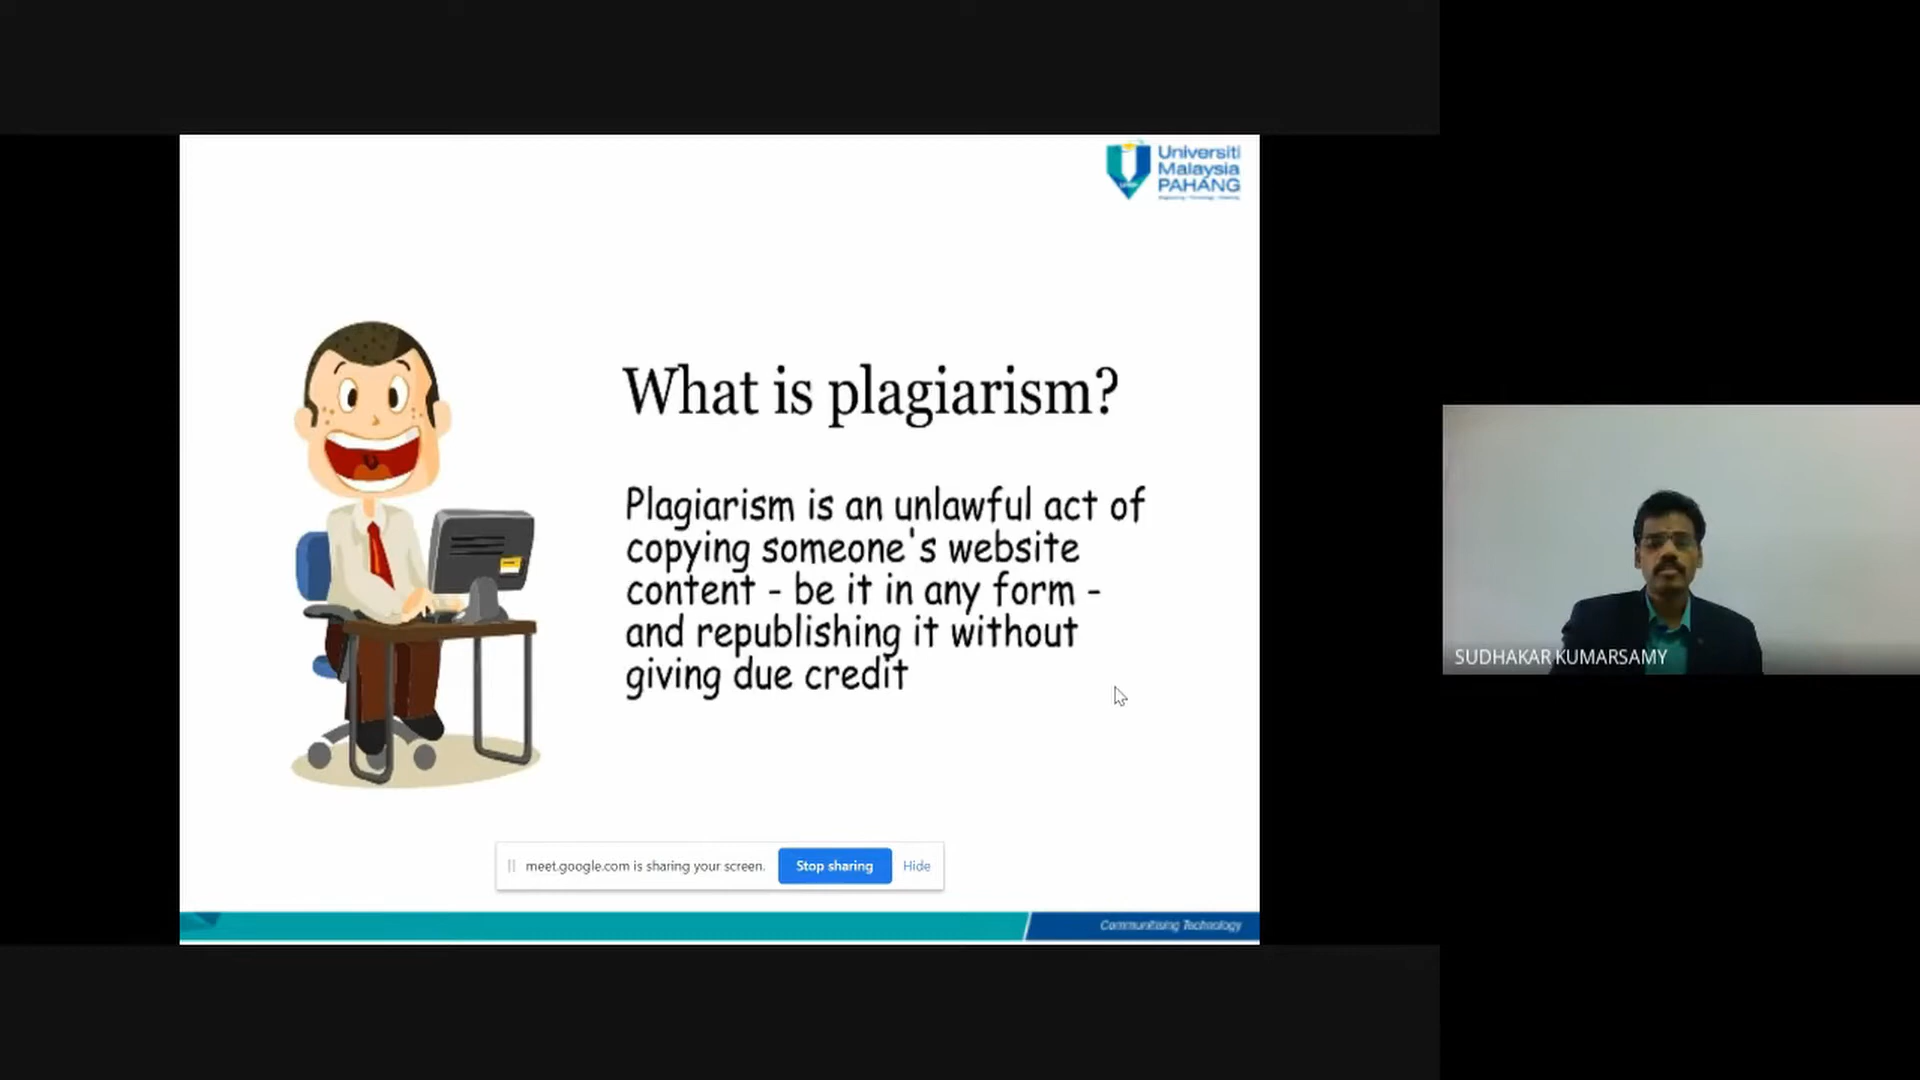 Universiti
Malaysia
PAHANG
What is plagiarism?
Plagiarism is an unlawful act of
copying someone's website
content - be it in any form -
and republishing it without
giving due credit
SUDHAKAR KUMARSAMY
meet.google.com is sharing your screen. Stop sharing Hide
Communitising Technology